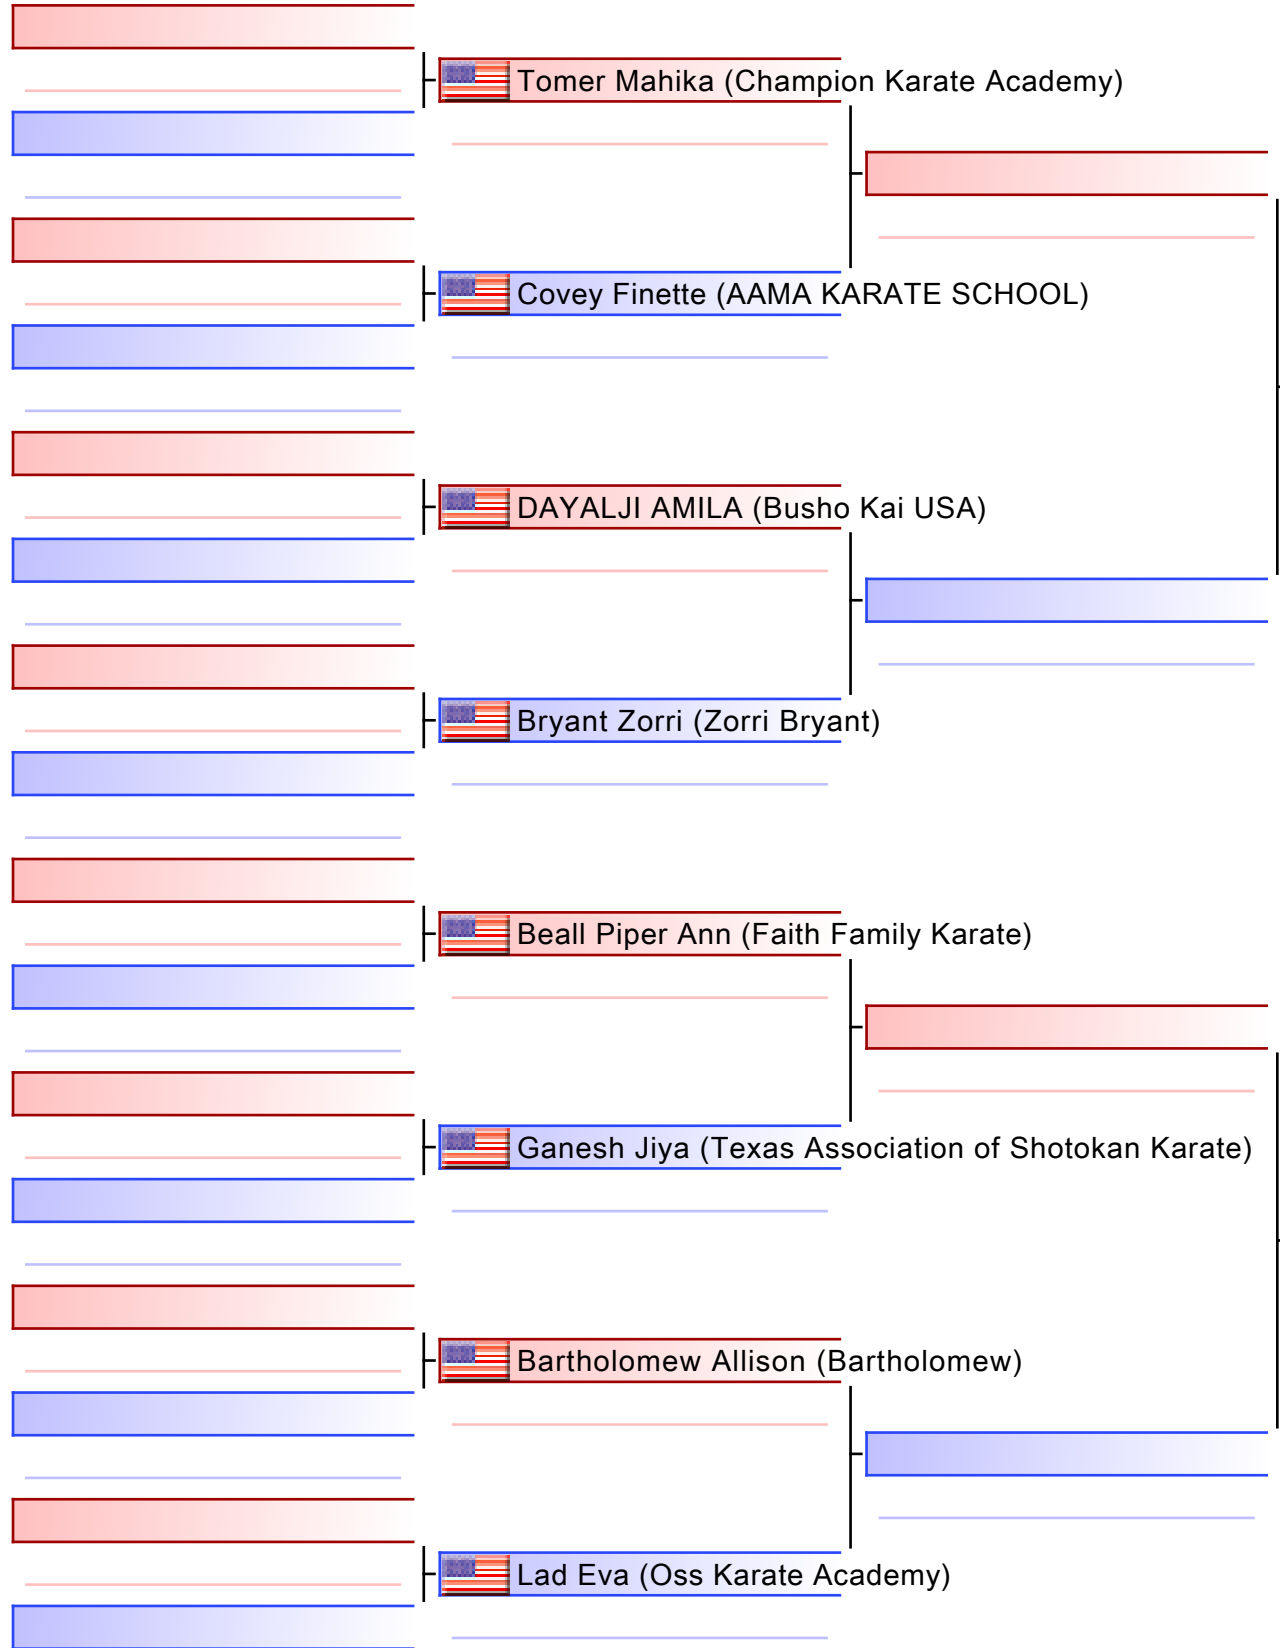 Tomer Mahika (Champion Karate Academy)
Covey Finette (AAMA KARATE SCHOOL)
DAYALJI AMILA (Busho Kai USA)
Bryant Zorri (Zorri Bryant)
Beall Piper Ann (Faith Family Karate)
Ganesh Jiya (Texas Association of Shotokan Karate)
Bartholomew Allison (Bartholomew)
Lad Eva (Oss Karate Academy)